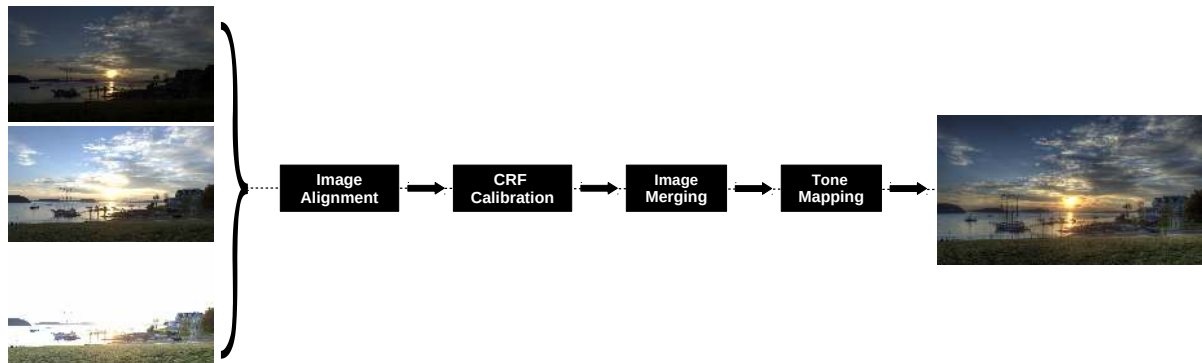 Image
Alignment
CRF
Calibration
Image
Merging
Tone
Mapping